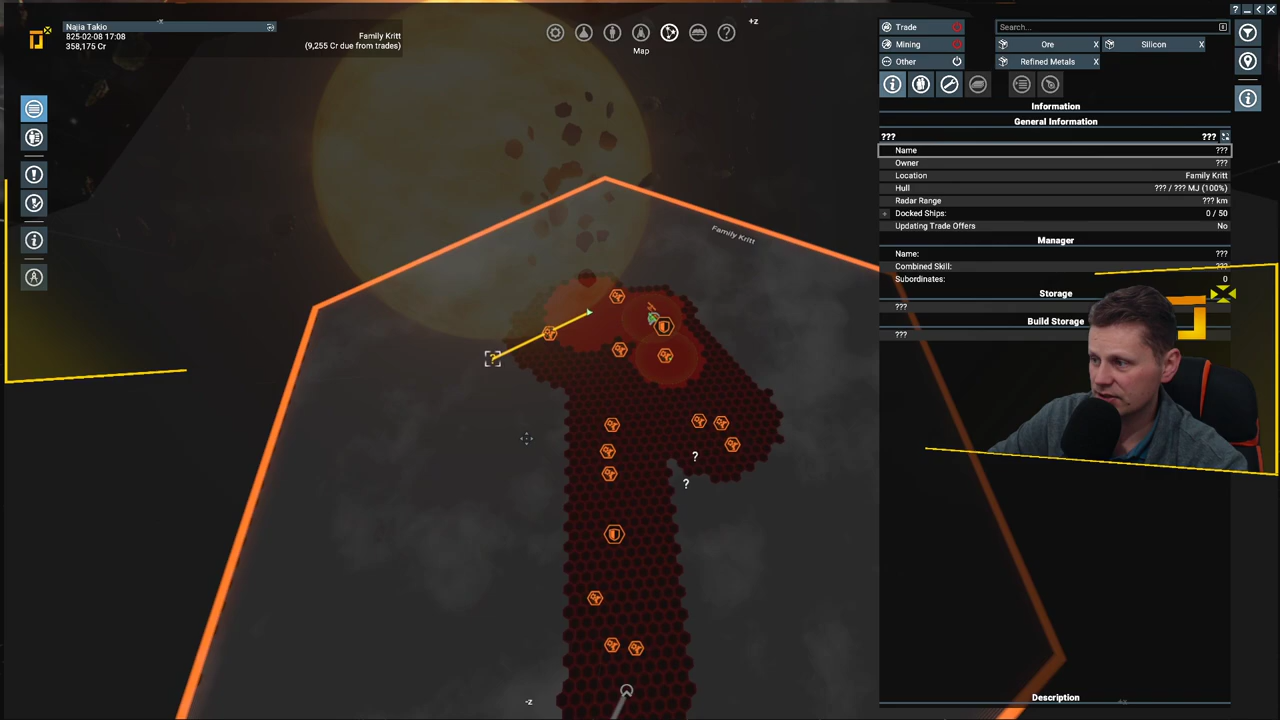 Najia Takio
825-02-08 17:08
358,175 Cr
Family Kritt
(9,255 Cr due from trades)
-x
+z
?
Map
? _ < X
Trade
Mining
Other
Search...
Ore X
Silicon X
Refined Metals X
Information
General Information
??? ???
Name ???
Owner ???
Location Family Kritt
Hull ??? / ??? MJ (100%)
Radar Range ??? km
+ Docked Ships: 0 / 50
Updating Trade Offers No
Manager
Name: ???
Combined Skill: ???
Subordinates: 0
Storage
???
Build Storage
???
Description
Family Kritt
?
?
?
-z
+x